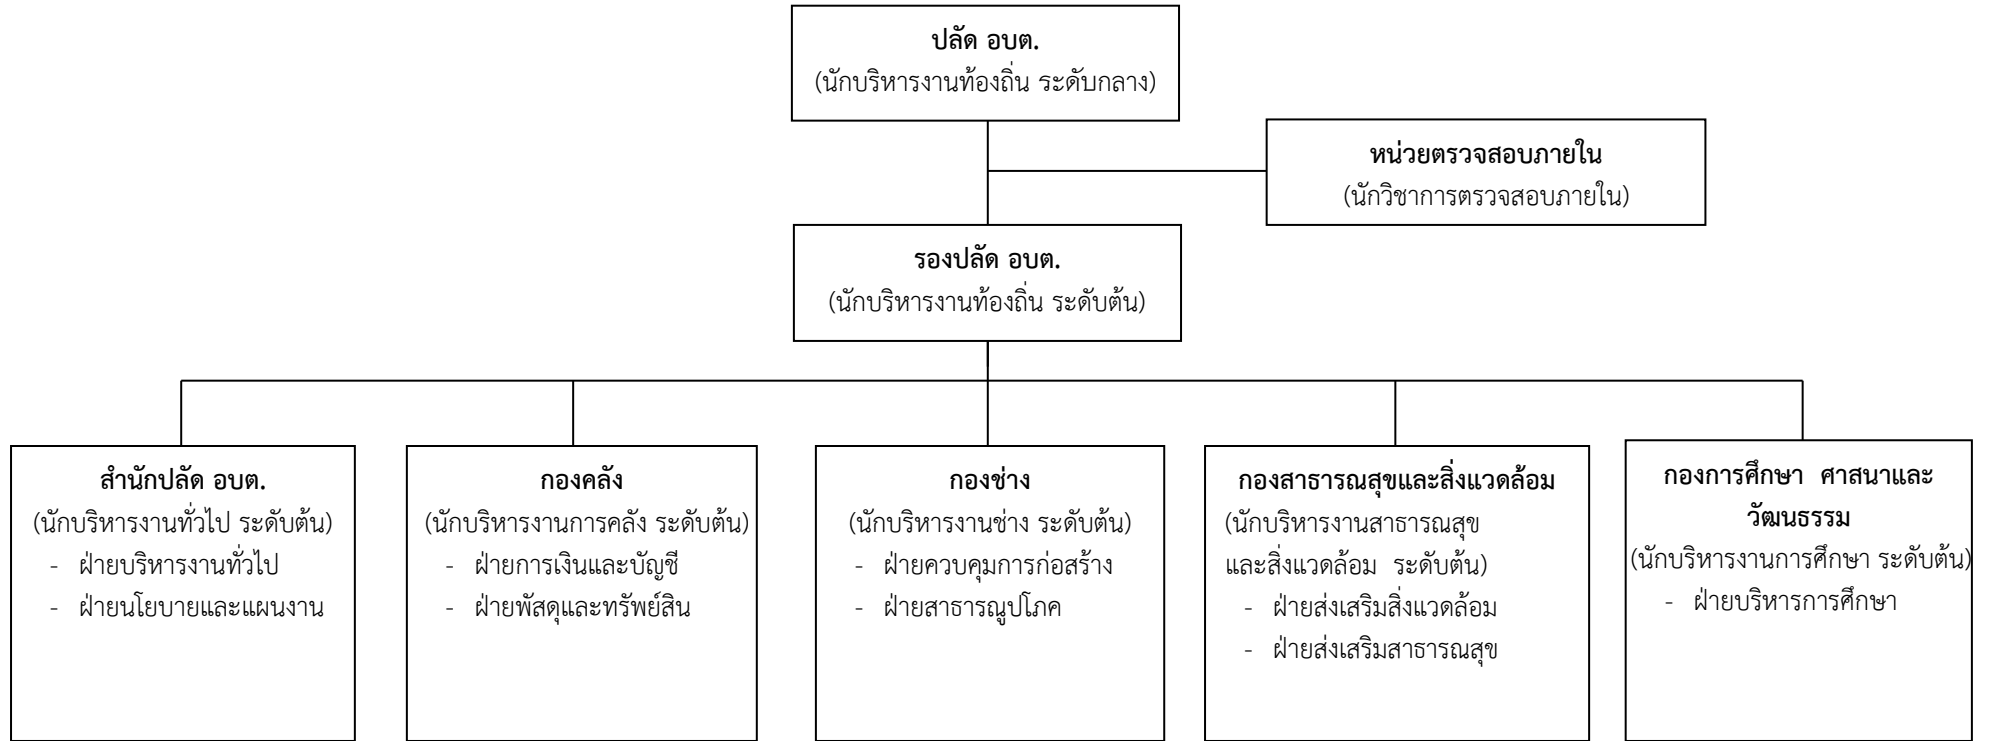 ปลัด อบต.
(นักบริหารงานท้องถิ่น ระดับกลาง)
หน่วยตรวจสอบภายใน
(นักวิชาการตรวจสอบภายใน)
รองปลัด อบต.
(นักบริหารงานท้องถิ่น ระดับต้น)
สำนักปลัด อบต.
(นักบริหารงานทั่วไป ระดับต้น)
- ฝ่ายบริหารงานทั่วไป
- ฝ่ายนโยบายและแผนงาน
กองคลัง
(นักบริหารงานการคลัง ระดับต้น)
- ฝ่ายการเงินและบัญชี
- ฝ่ายพัสดุและทรัพย์สิน
กองช่าง
(นักบริหารงานช่าง ระดับต้น)
- ฝ่ายควบคุมการก่อสร้าง
- ฝ่ายสาธารณูปโภค
กองสาธารณสุขและสิ่งแวดล้อม
(นักบริหารงานสาธารณสุข
และสิ่งแวดล้อม ระดับต้น)
- ฝ่ายส่งเสริมสิ่งแวดล้อม
- ฝ่ายส่งเสริมสาธารณสุข
กองการศึกษา ศาสนาและ
วัฒนธรรม
(นักบริหารงานการศึกษา ระดับต้น)
- ฝ่ายบริหารการศึกษา